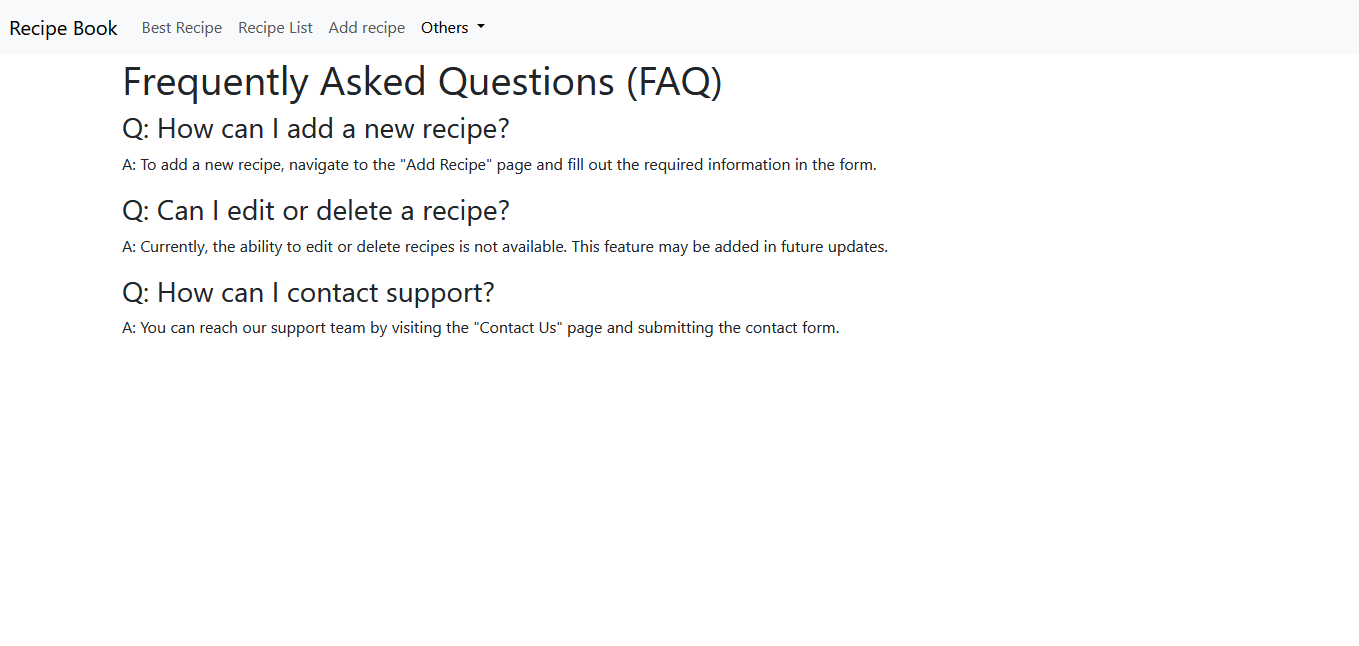 Recipe Book Best Recipe Recipe List Add recipe Others
Frequently Asked Questions (FAQ)
Q: How can I add a new recipe?
A: To add a new recipe, navigate to the "Add Recipe" page and fill out the required information in the form.
Q: Can I edit or delete a recipe?
A: Currently, the ability to edit or delete recipes is not available. This feature may be added in future updates.
Q: How can I contact support?
A: You can reach our support team by visiting the "Contact Us" page and submitting the contact form.